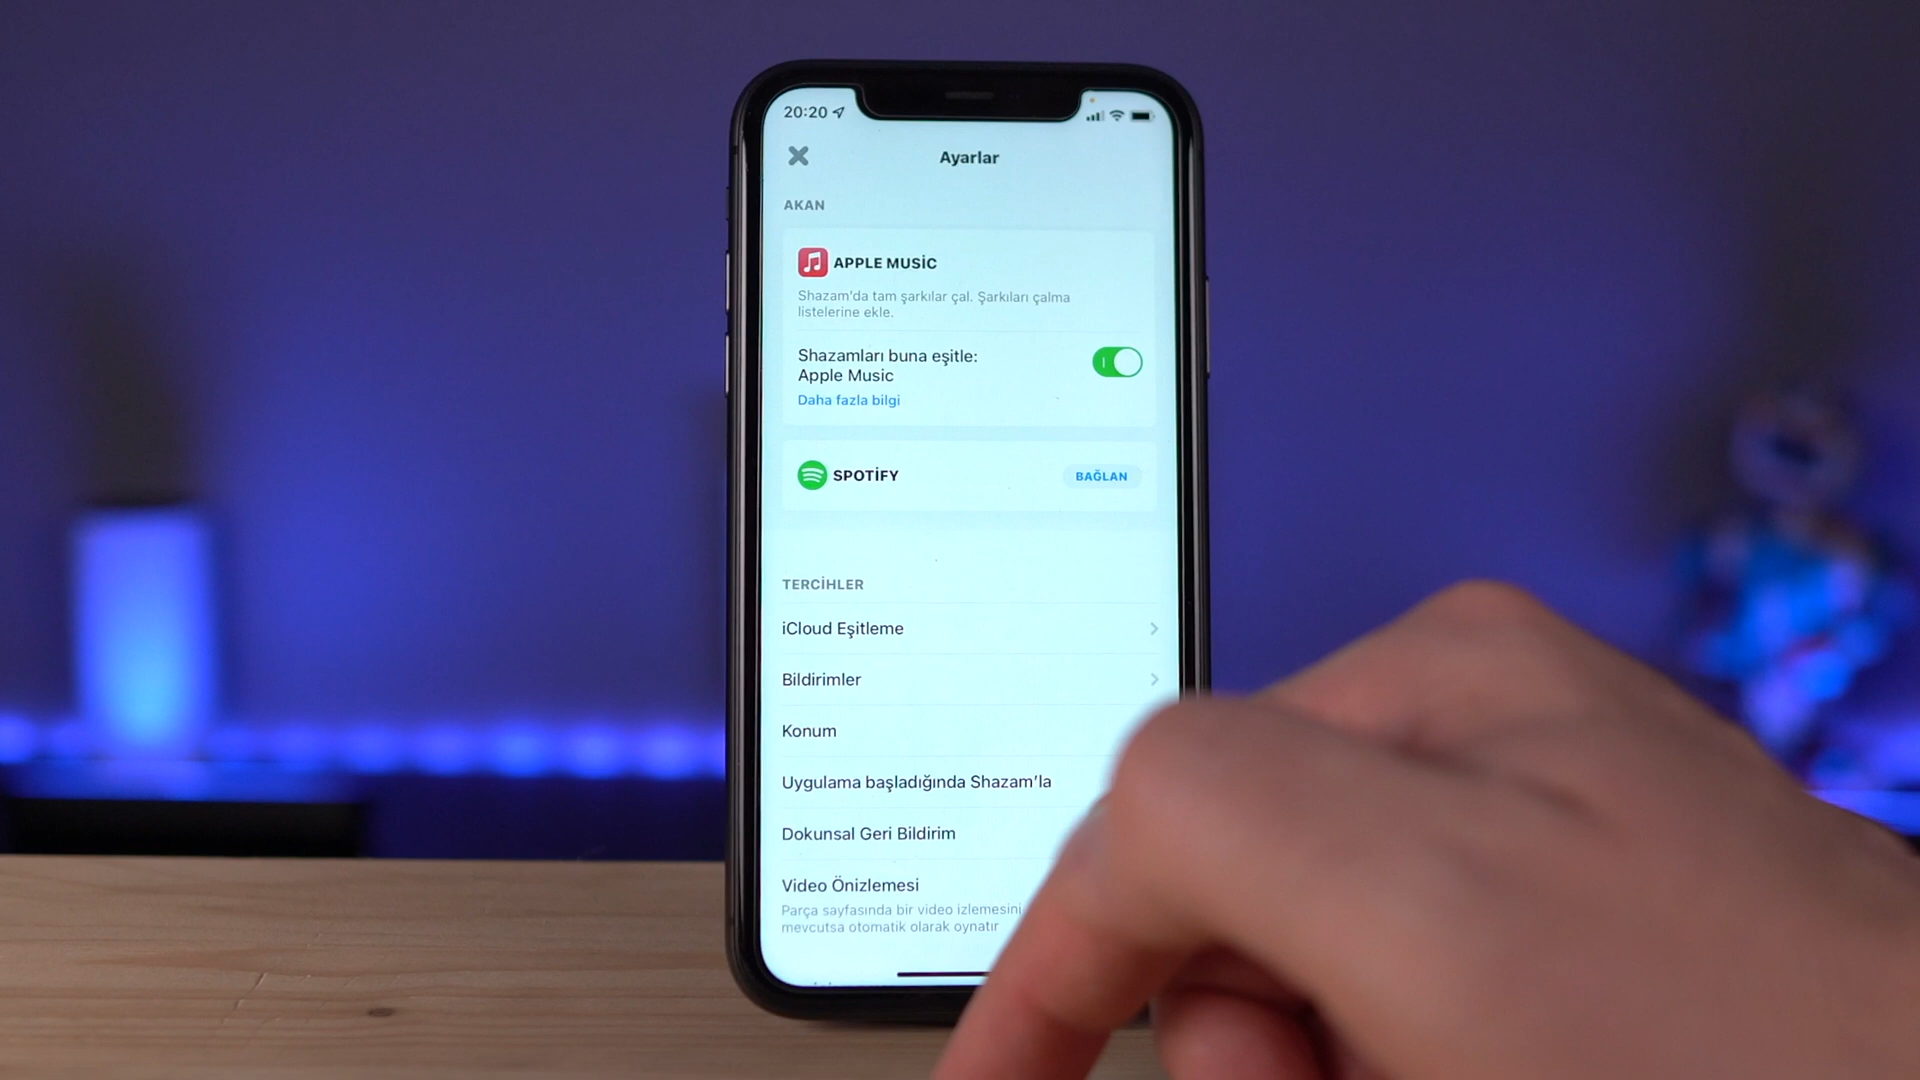 20:20
Ayarlar
AKAN
APPLE MUSİC
Shazam'da tam şarkılar çal. Şarkıları çalma
listelerine ekle.
Shazamları buna eşitle:
Apple Music
Daha fazla bilgi
SPOTİFY
BAĞLAN
TERCİHLER
iCloud Eşitleme
Bildirimler
Konum
Uygulama başladığında Shazam'la
Dokunsal Geri Bildirim
Video Önizlemesi
Parça sayfasında bir video izlemesini
mevcutsa otomatik olarak oynatır